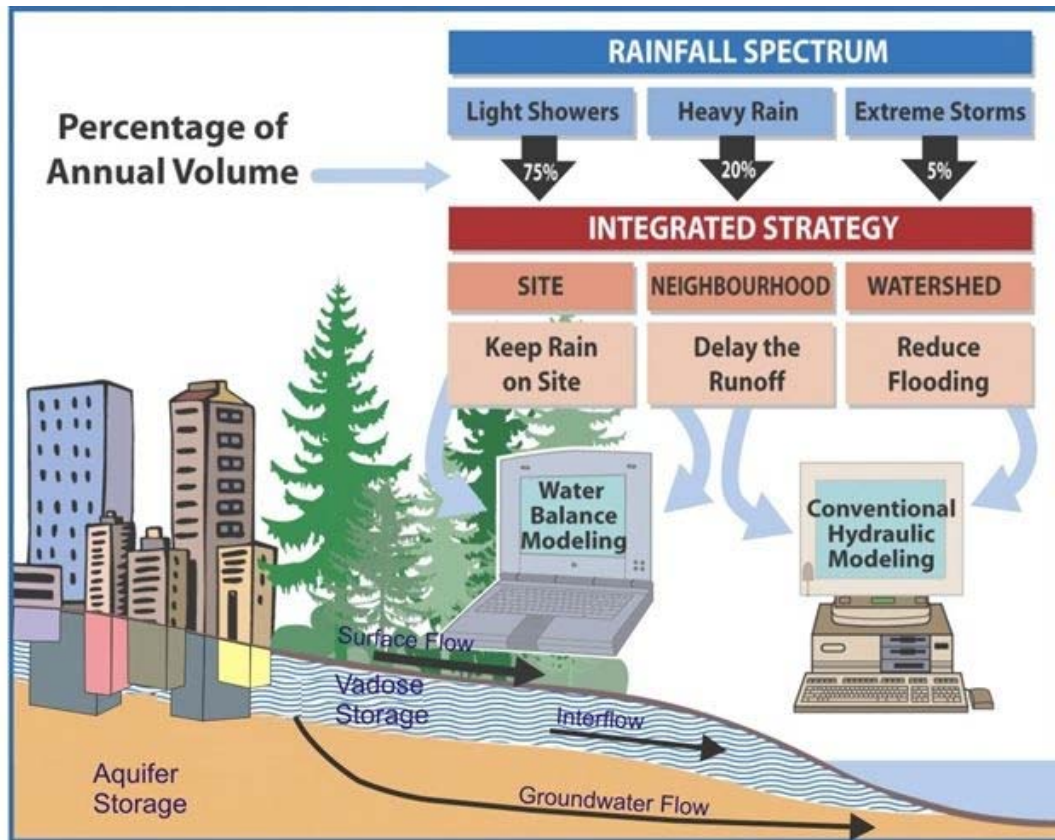 RAINFALL SPECTRUM
Percentage of
Annual Volume
Light Showers
Heavy Rain
Extreme Storms
75%
20%
5%
INTEGRATED STRATEGY
SITE
NEIGHBOURHOOD
WATERSHED
Keep Rain
on Site
Delay the
Runoff
Reduce
Flooding
Water
Balance
Modeling
Conventional
Hydraulic
Modeling
Surface Flow
Vadose
Storage
Interflow
Aquifer
Storage
Groundwater Flow